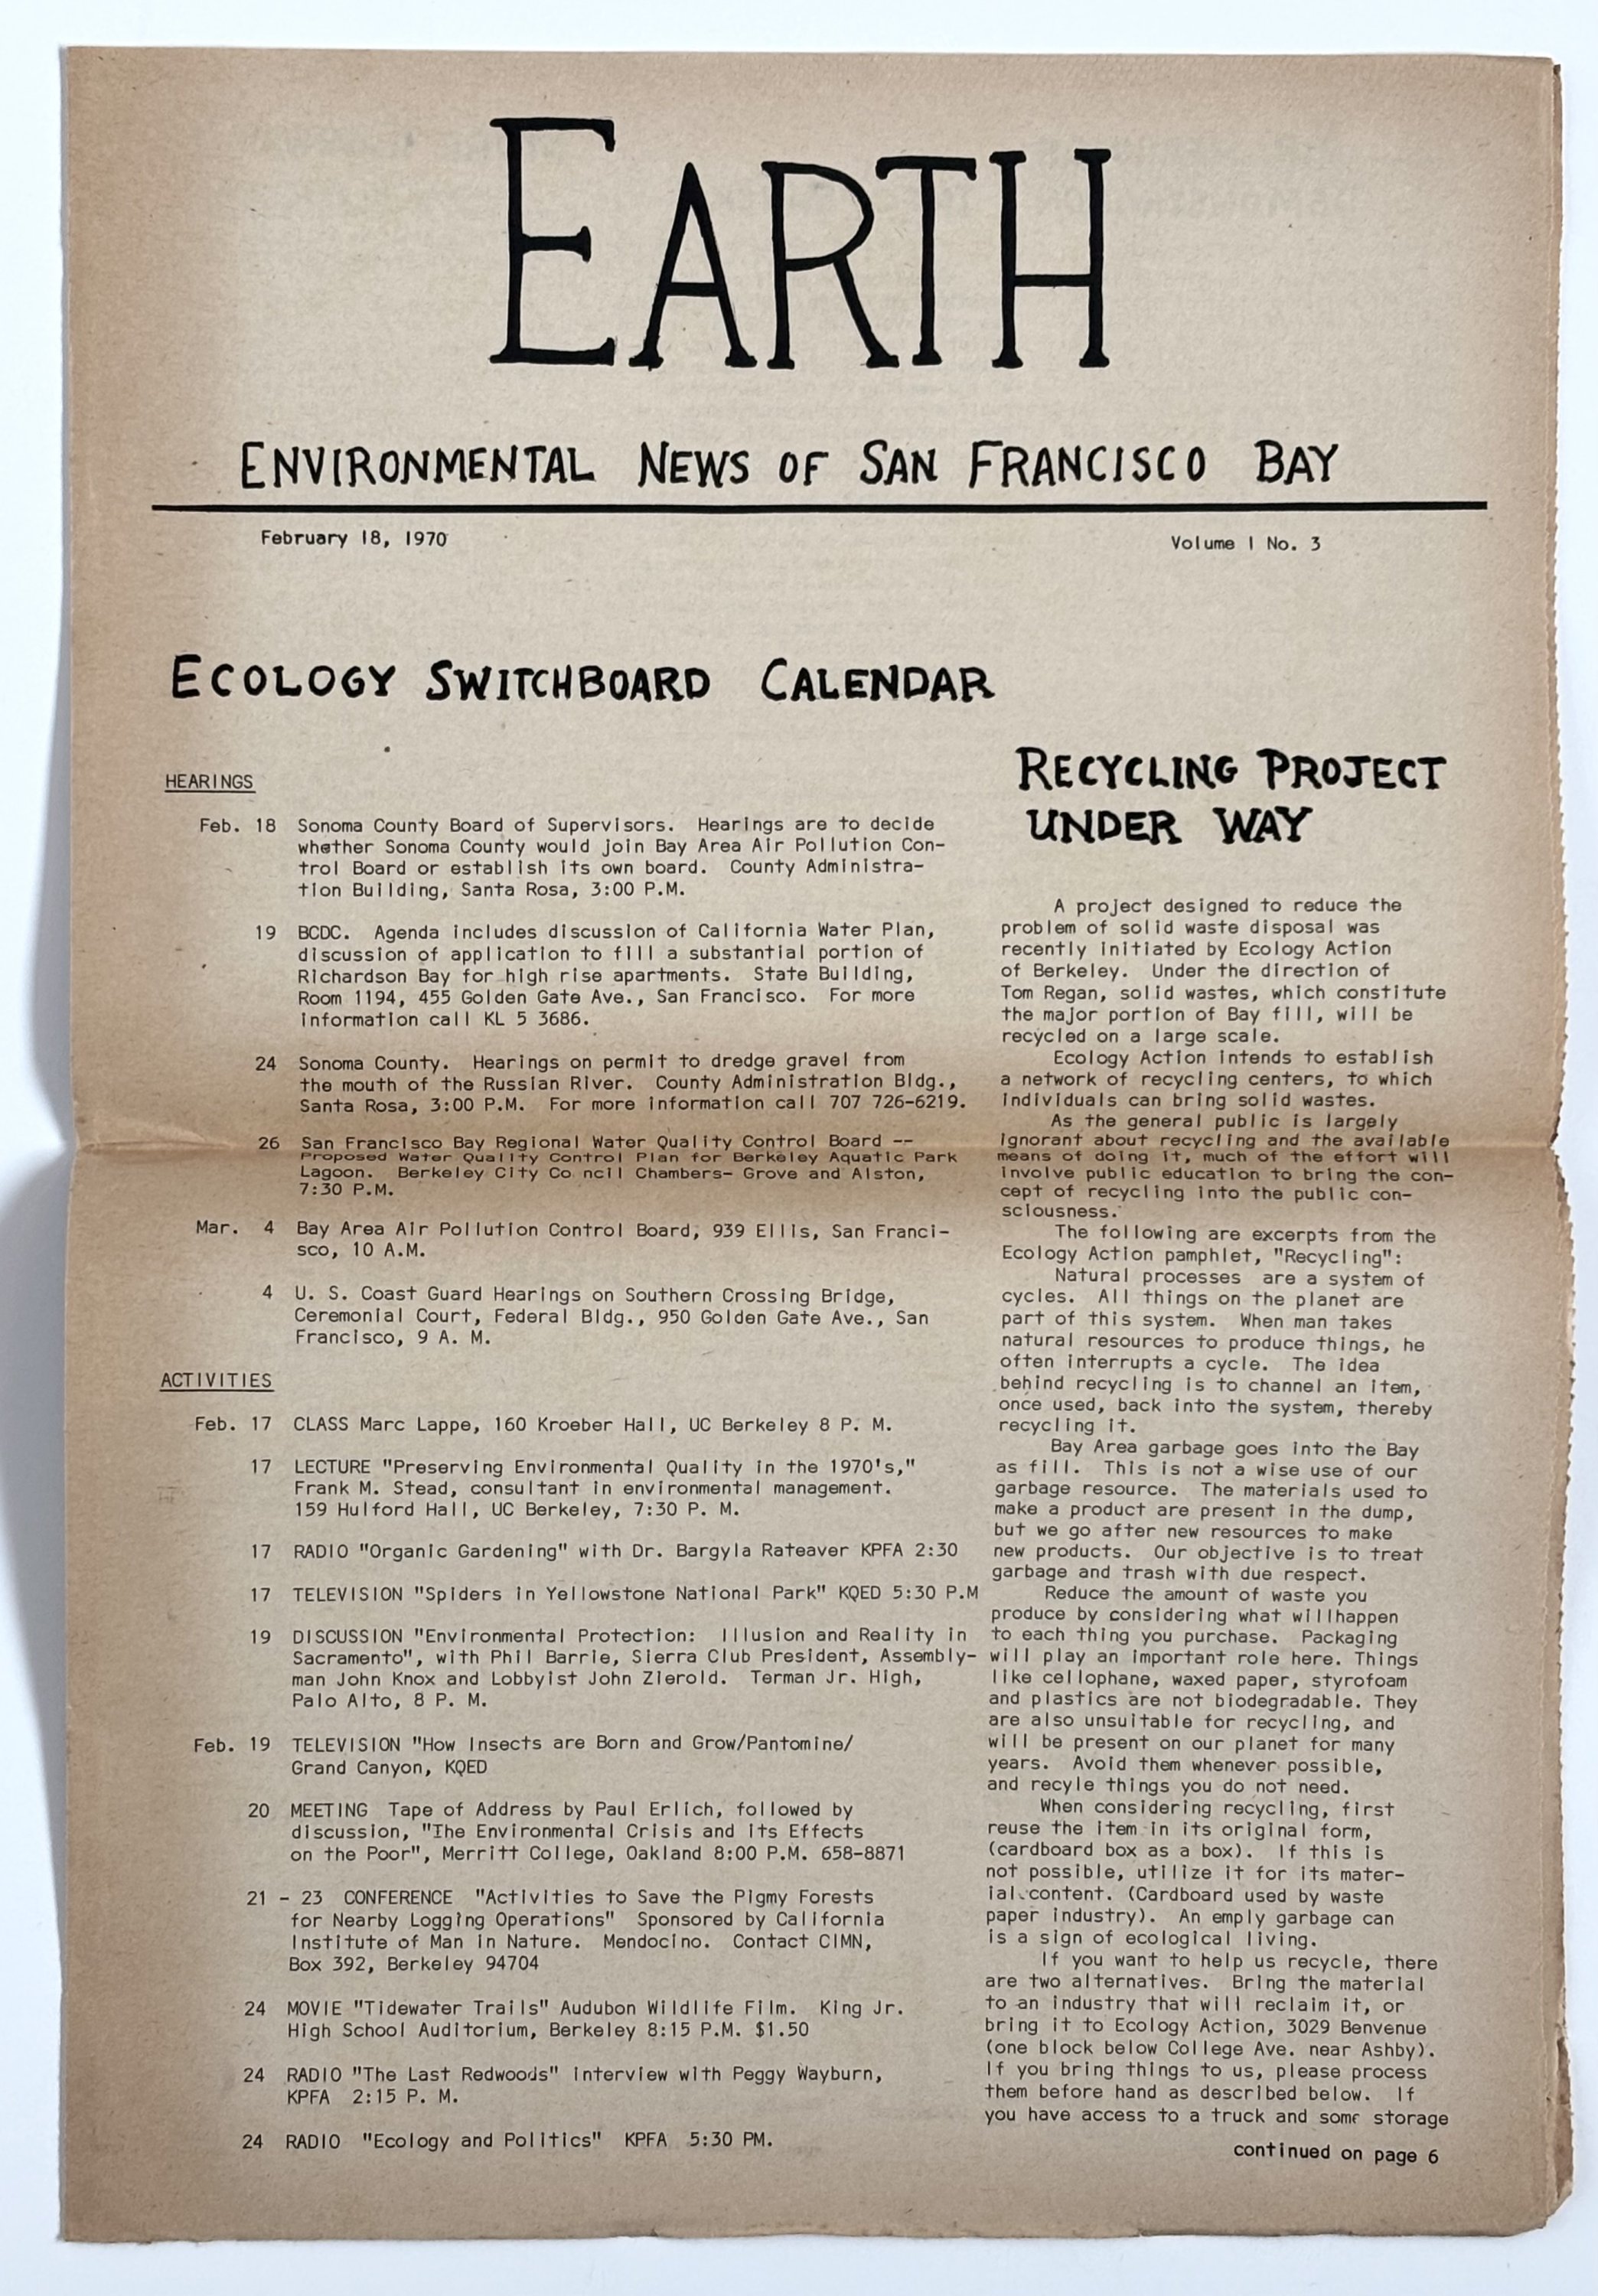 EARTH
ENVIRONMENTAL NEWS OF SAN FRANCISCO BAY
February 18, 1970
Volume 1 No. 3
ECOLOGY SWITCHBOARD CALENDAR
HEARINGS
Feb. 18 Sonoma County Board of Supervisors. Hearings are to decide
whether Sonoma County would join Bay Area Air Pollution Con-
trol Board or establish its own board. County Administra-
tion Building, Santa Rosa, 3:00 P.M.
19 BCDC. Agenda includes discussion of California Water Plan,
discussion of application to fill a substantial portion of
Richardson Bay for high rise apartments. State Building,
Room 1194, 455 Golden Gate Ave., San Francisco. For more
information call KL 5 3686.
24 Sonoma County. Hearings on permit to dredge gravel from
the mouth of the Russian River. County Administration Bldg.,
Santa Rosa, 3:00 P.M. For more information call 707 726-6219.
26 San Francisco Bay Regional Water Quality Control Board --
Proposed Water Quality Control Plan for Berkeley Aquatic Park
Lagoon. Berkeley City Co ncil Chambers- Grove and Alston,
7:30 P.M.
Mar. 4 Bay Area Air Pollution Control Board, 939 Ellis, San Franci-
sco, 10 A.M.
4 U. S. Coast Guard Hearings on Southern Crossing Bridge,
Ceremonial Court, Federal Bldg., 950 Golden Gate Ave., San
Francisco, 9 A. M.
ACTIVITIES
Feb. 17 CLASS Marc Lappe, 160 Kroeber Hall, UC Berkeley 8 P. M.
17 LECTURE "Preserving Environmental Quality in the 1970's,"
Frank M. Stead, consultant in environmental management.
159 Hulford Hall, UC Berkeley, 7:30 P. M.
17 RADIO "Organic Gardening" with Dr. Bargyla Rateaver KPFA 2:30
17 TELEVISION "Spiders in Yellowstone National Park" KQED 5:30 P.M
19 DISCUSSION "Environmental Protection: Illusion and Reality in
Sacramento", with Phil Barrie, Sierra Club President, Assembly-
man John Knox and Lobbyist John Zierold. Terman Jr. High,
Palo Alto, 8 P. M.
Feb. 19 TELEVISION "How Insects are Born and Grow/Pantomine/
Grand Canyon, KQED
20 MEETING Tape of Address by Paul Erlich, followed by
discussion, "The Environmental Crisis and its Effects
on the Poor", Merritt College, Oakland 8:00 P.M. 658-8871
21 - 23 CONFERENCE "Activities to Save the Pigmy Forests
for Nearby Logging Operations" Sponsored by California
Institute of Man in Nature. Mendocino. Contact CIMN,
Box 392, Berkeley 94704
24 MOVIE "Tidewater Trails" Audubon Wildlife Film. King Jr.
High School Auditorium, Berkeley 8:15 P.M. $1.50
24 RADIO "The Last Redwoods" interview with Peggy Wayburn,
KPFA 2:15 P. M.
24 RADIO "Ecology and Politics" KPFA 5:30 PM.
RECYCLING PROJECT
UNDER WAY
A project designed to reduce the
problem of solid waste disposal was
recently initiated by Ecology Action
of Berkeley. Under the direction of
Tom Regan, solid wastes, which constitute
the major portion of Bay fill, will be
recycled on a large scale.
Ecology Action intends to establish
a network of recycling centers, to which
individuals can bring solid wastes.
As the general public is largely
ignorant about recycling and the available
means of doing it, much of the effort will
involve public education to bring the con-
cept of recycling into the public con-
sciousness.
The following are excerpts from the
Ecology Action pamphlet, "Recycling":
Natural processes are a system of
cycles. All things on the planet are
part of this system. When man takes
natural resources to produce things, he
often interrupts a cycle. The idea
behind recycling is to channel an item,
once used, back into the system, thereby
recycling it.
Bay Area garbage goes into the Bay
as fill. This is not a wise use of our
garbage resource. The materials used to
make a product are present in the dump,
but we go after new resources to make
new products. Our objective is to treat
garbage and trash with due respect.
Reduce the amount of waste you
produce by considering what willhappen
to each thing you purchase. Packaging
will play an important role here. Things
like cellophane, waxed paper, styrofoam
and plastics are not biodegradable. They
are also unsuitable for recycling, and
will be present on our planet for many
years. Avoid them whenever possible,
and recyle things you do not need.
When considering recycling, first
reuse the item in its original form,
(cardboard box as a box). If this is
not possible, utilize it for its mater-
ial content. (Cardboard used by waste
paper industry). An emply garbage can
is a sign of ecological living.
If you want to help us recycle, there
are two alternatives. Bring the material
to an industry that will reclaim it, or
bring it to Ecology Action, 3029 Benvenue
(one block below College Ave. near Ashby).
If you bring things to us, please process
them before hand as described below. If
you have access to a truck and some storage
continued on page 6